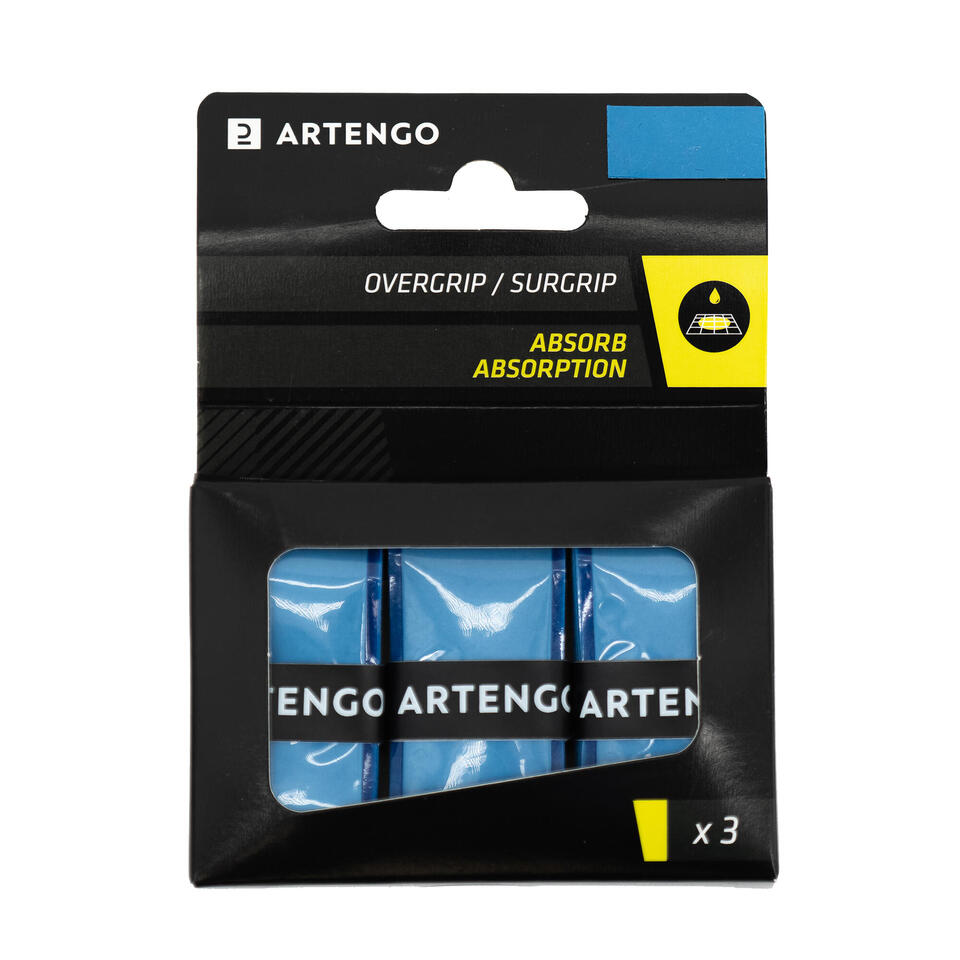 ARTENGO
OVERGRIP / SURGRIP
ABSORB
ABSORPTION
TENGO ARTENGO ARTEN
x 3